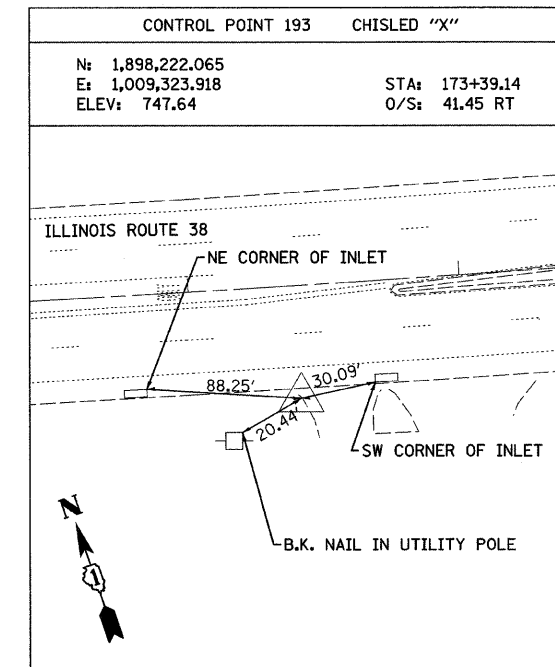 CONTROL POINT 193 CHISLED "X"
N: 1,898,222.065
E: 1,009,323.918
ELEV: 747.64
STA: 173+39.14
O/S: 41.45 RT
ILLINOIS ROUTE 38
NE CORNER OF INLET
88.25'
30.09'
20.44'
SW CORNER OF INLET
B.K. NAIL IN UTILITY POLE
N
1